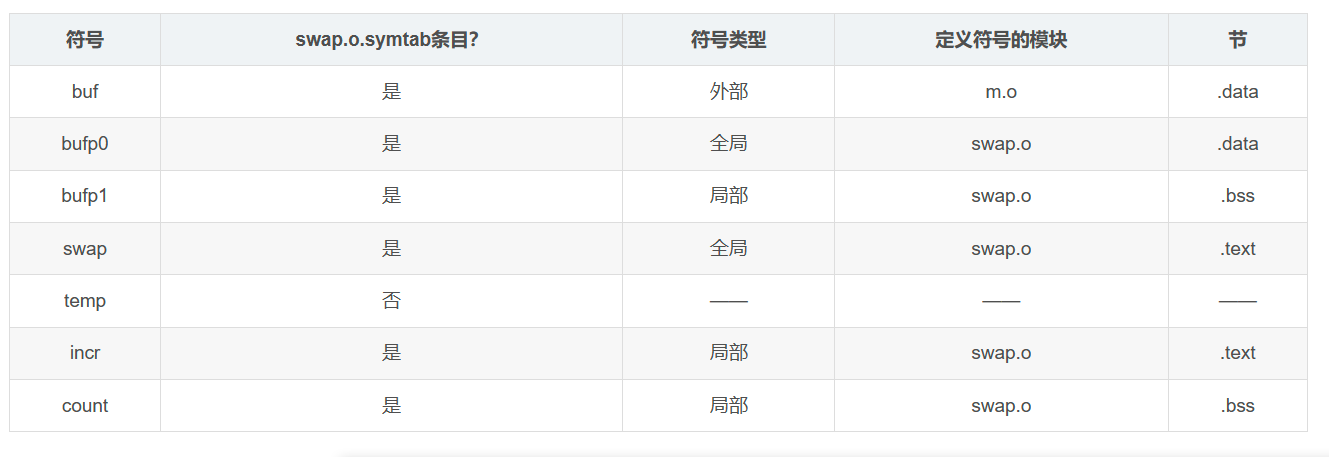 符号 swap.o.symtab条目? 符号类型 定义符号的模块 节
buf 是 外部 m.o .data
bufp0 是 全局 swap.o .data
bufp1 是 局部 swap.o .bss
swap 是 全局 swap.o .text
temp 否 —— —— ——
incr 是 局部 swap.o .text
count 是 局部 swap.o .bss